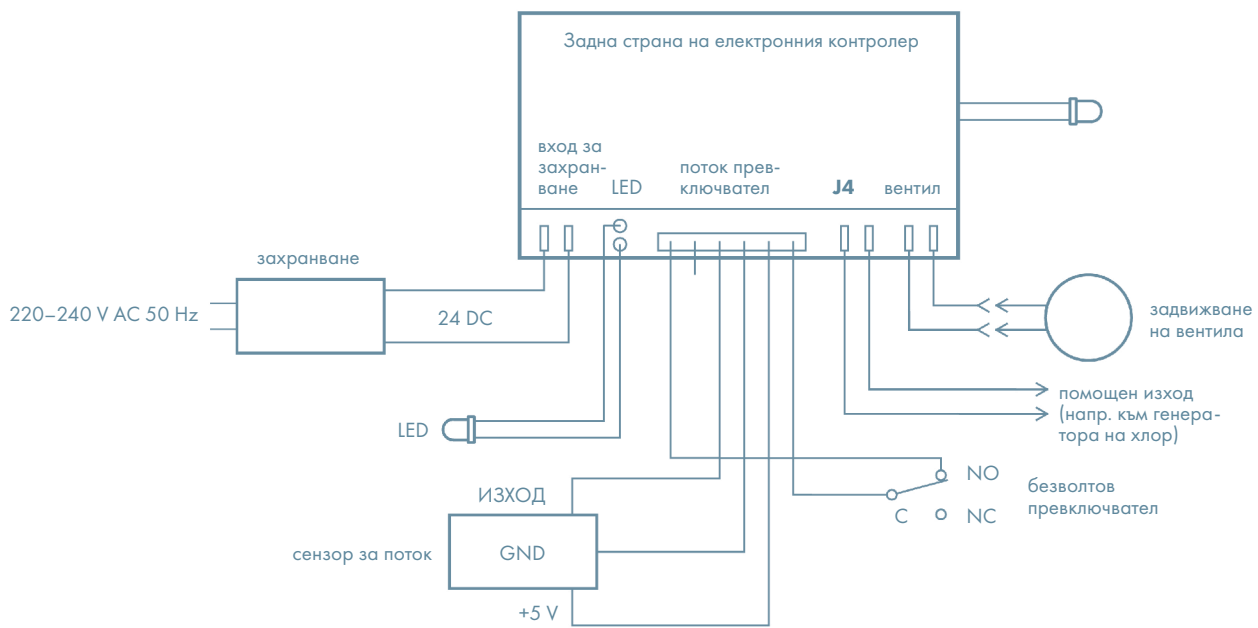 Задна страна на електронния контролер
вход за
захран-
ване
LED
поток прев-
ключвател
J4
вентил
захранване
220–240 V AC 50 Hz
24 DC
задвижване
на вентила
помощен изход
(напр. към генера-
тора на хлор)
LED
NO
C
NC
безволтов
превключвател
ИЗХОД
сензор за поток
GND
+5 V